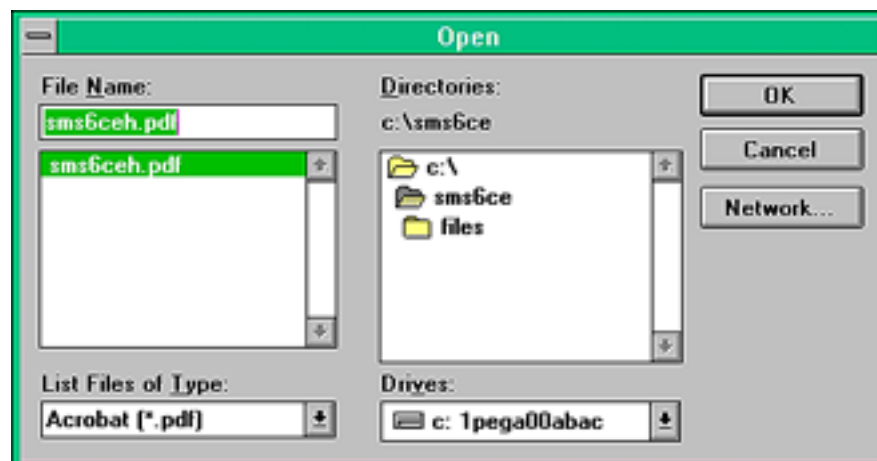 Open
File Name:
sms6ceh.pdf
sms6ceh.pdf
List Files of Type:
Acrobat (*.pdf)
Directories:
c:\sms6ce
c:\
sms6ce
files
Drives:
c: 1pega00abac
OK
Cancel
Network...